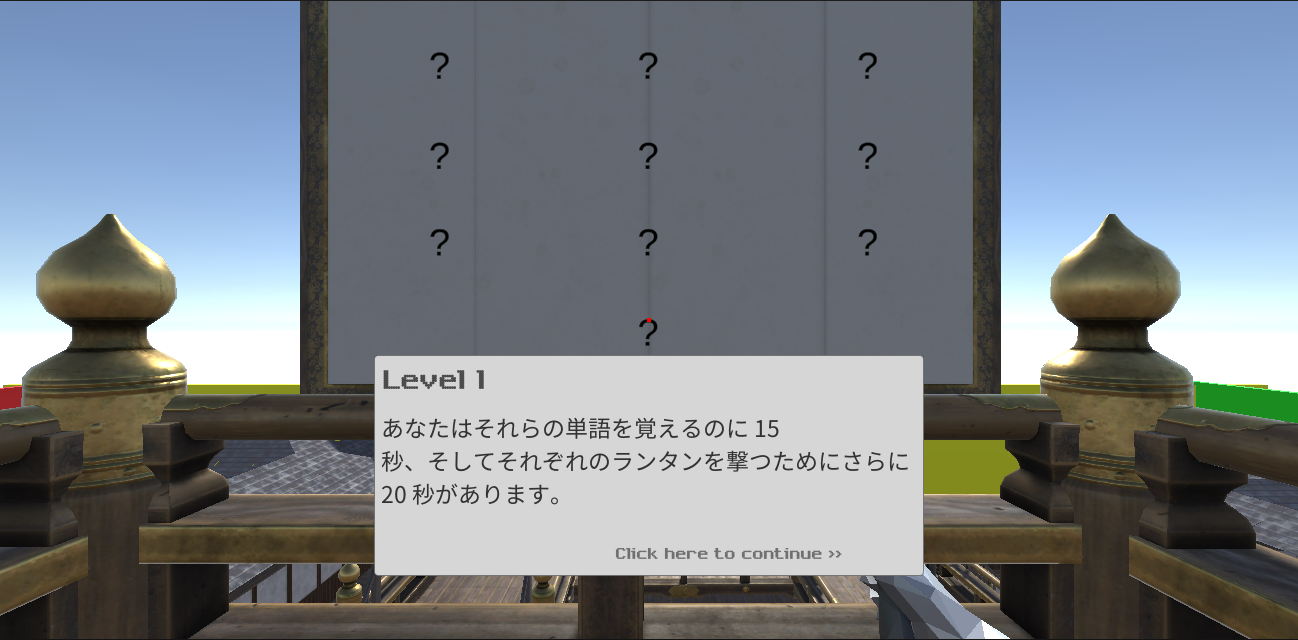 ? ? ?
? ? ?
? ? ?
?
Level 1
あなたはそれらの単語を覚えるのに 15
秒、そしてそれぞれのランタンを撃つためにさらに
20 秒があります。
Click here to continue >>